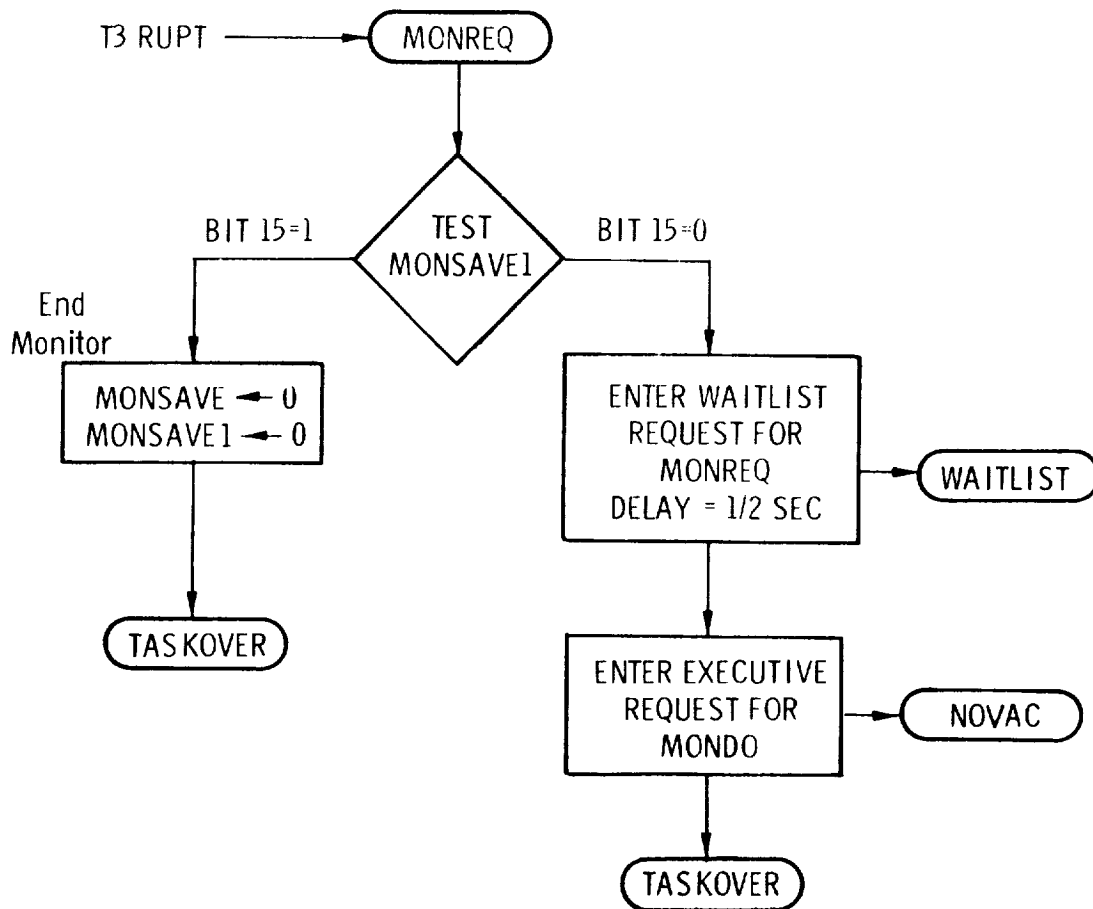 T3 RUPT
MONREQ
TEST
MONSAVE1
BIT 15=1
BIT 15=0
End
Monitor
MONSAVE ← 0
MONSAVE1 ← 0
TASKOVER
ENTER WAITLIST
REQUEST FOR
MONREQ
DELAY = 1/2 SEC
WAITLIST
ENTER EXECUTIVE
REQUEST FOR
MONDO
NOVAC
TASKOVER